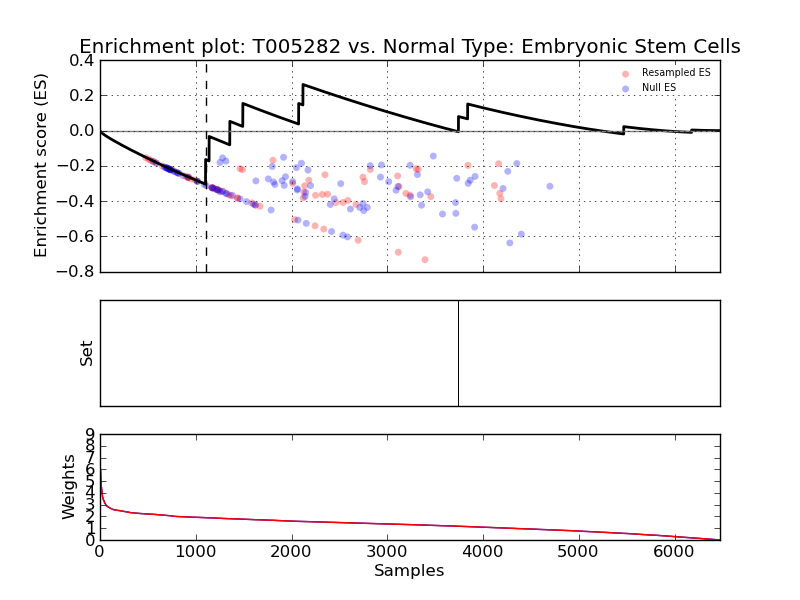 Enrichment plot: T005282 vs. Normal Type: Embryonic Stem Cells
Enrichment score (ES)
0.4
0.2
0.0
−0.2
−0.4
−0.6
−0.8
Resampled ES
Null ES
Set
Weights
9
8
7
6
5
4
3
2
1
0
0 1000 2000 3000 4000 5000 6000
Samples